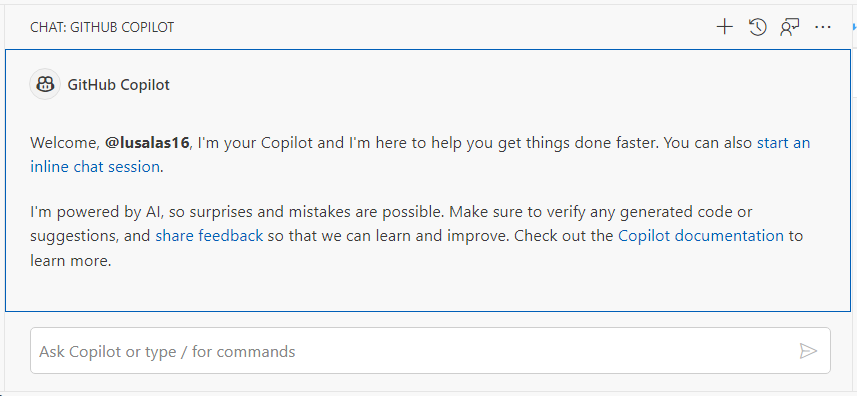 CHAT: GITHUB COPILOT
GitHub Copilot
Welcome, @lusalas16, I'm your Copilot and I'm here to help you get things done faster. You can also start an
inline chat session.
I'm powered by AI, so surprises and mistakes are possible. Make sure to verify any generated code or
suggestions, and share feedback so that we can learn and improve. Check out the Copilot documentation to
learn more.
Ask Copilot or type / for commands